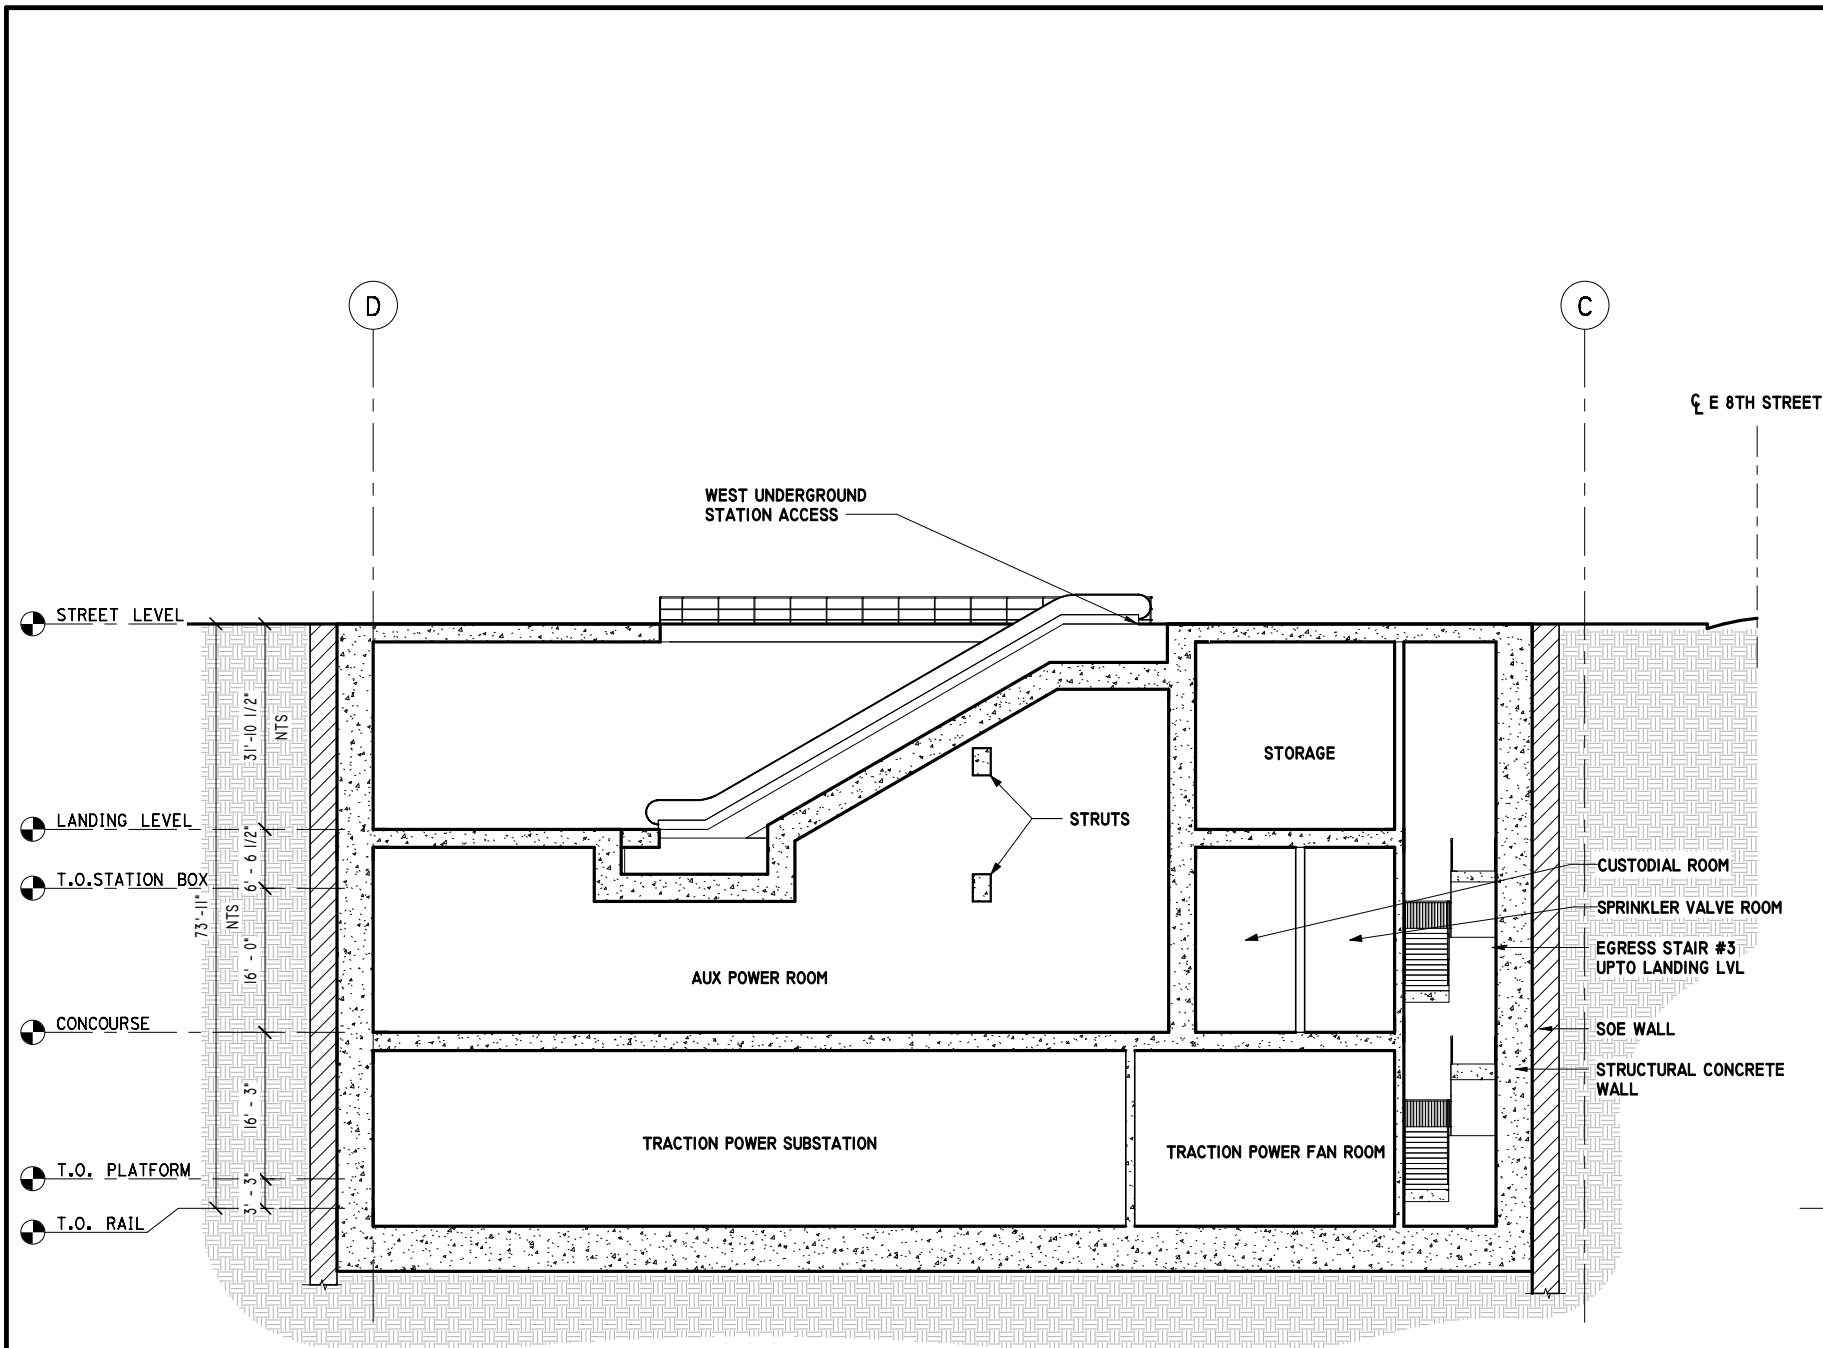 D
C
℄ E 8TH STREET
WEST UNDERGROUND
STATION ACCESS
STREET LEVEL
31'-10 1/2"
NTS
STORAGE
STRUTS
LANDING LEVEL
6' - 6 1/2"
T.O.STATION BOX
73'-11"
NTS
16' - 0"
CUSTODIAL ROOM
SPRINKLER VALVE ROOM
EGRESS STAIR #3
UPTO LANDING LVL
AUX POWER ROOM
CONCOURSE
SOE WALL
STRUCTURAL CONCRETE
WALL
16' - 3"
TRACTION POWER SUBSTATION
TRACTION POWER FAN ROOM
T.O. PLATFORM
3' - 3"
T.O. RAIL